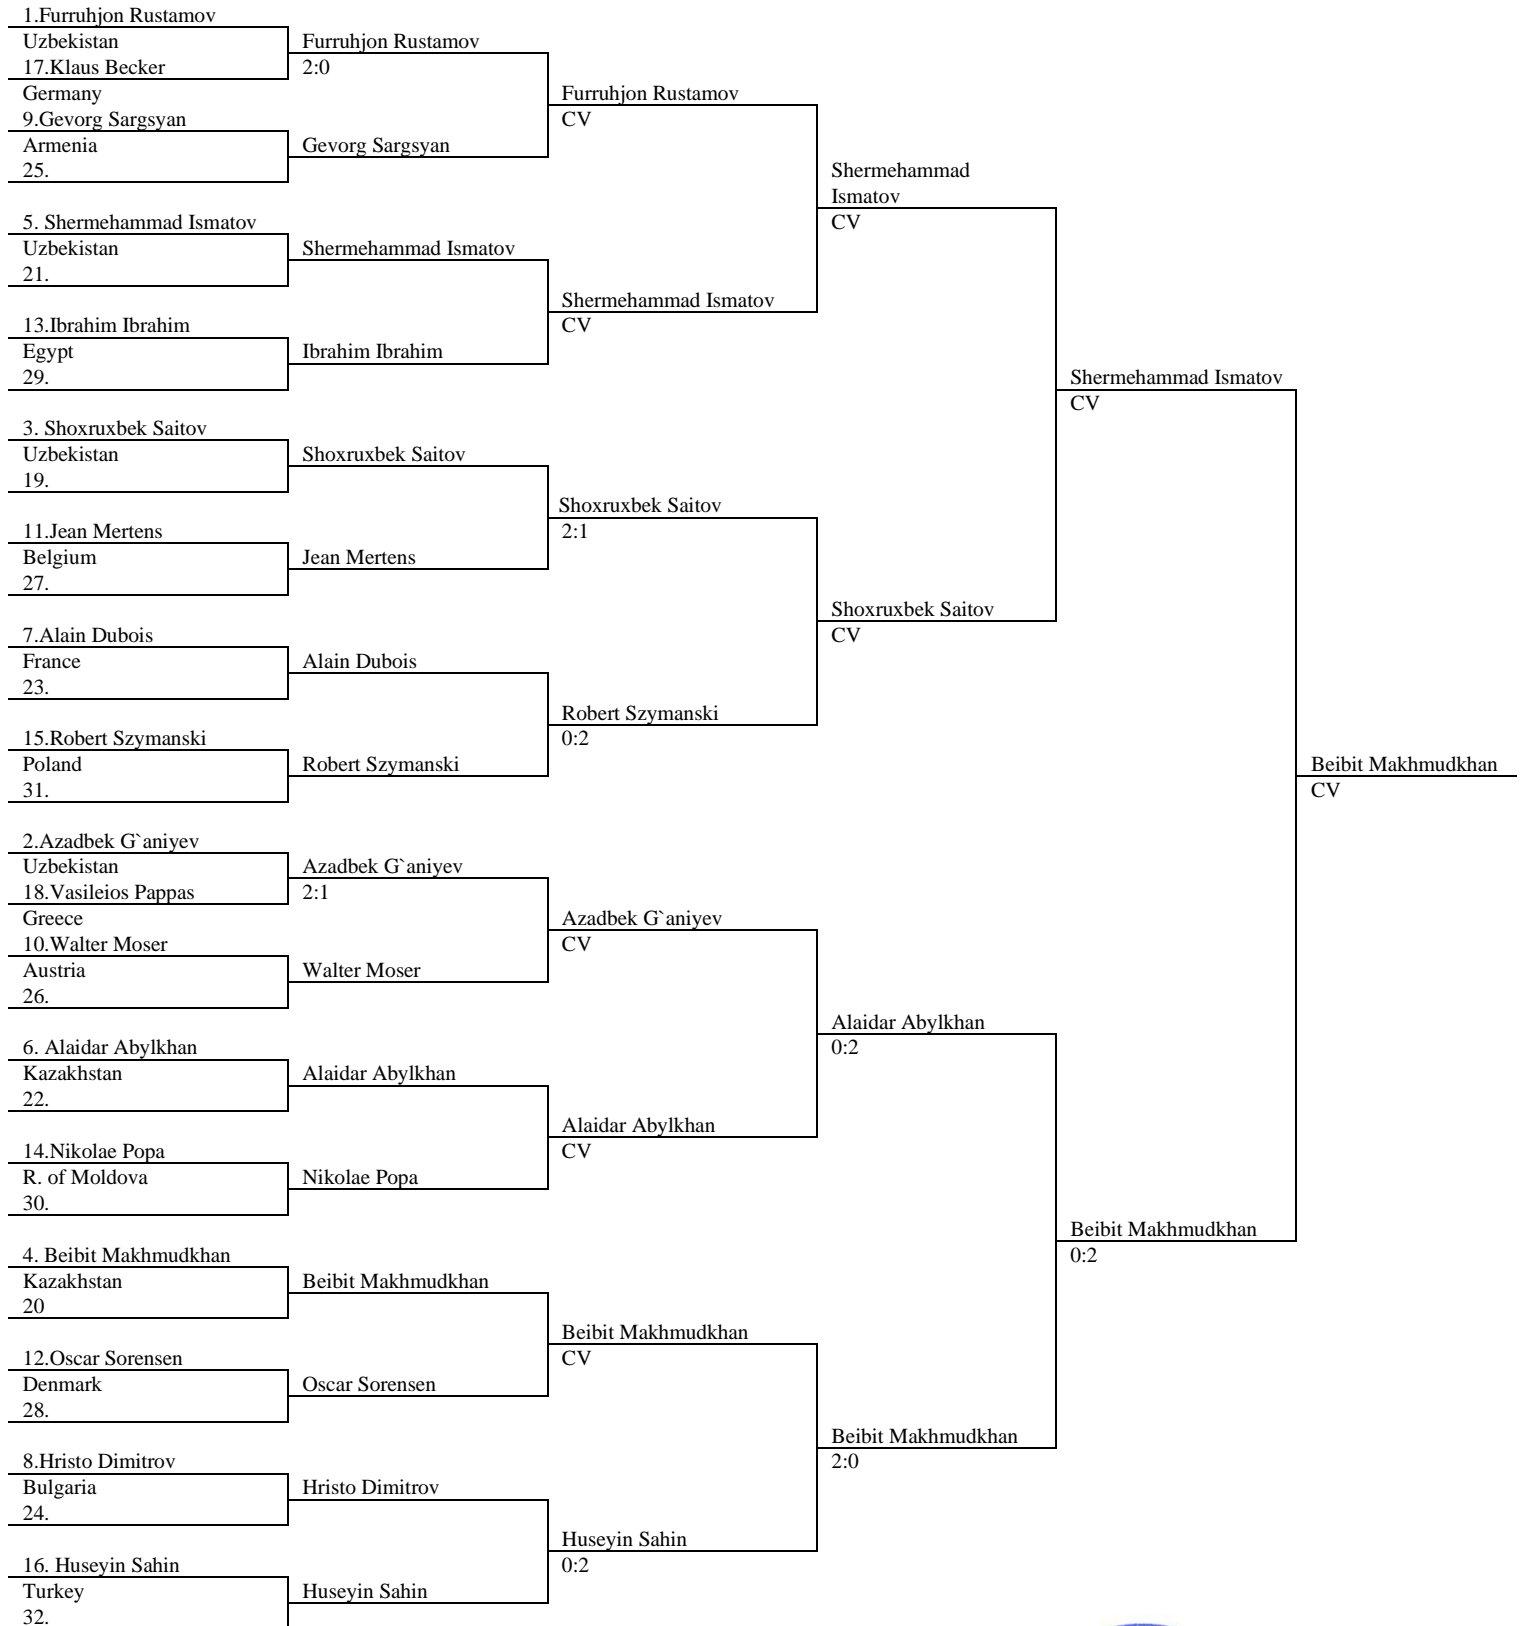 1.Furruhjon Rustamov
Uzbekistan
17.Klaus Becker
Germany
9.Gevorg Sargsyan
Armenia
25.
5. Shermehammad Ismatov
Uzbekistan
21.
13.Ibrahim Ibrahim
Egypt
29.
3. Shoxruxbek Saitov
Uzbekistan
19.
11.Jean Mertens
Belgium
27.
7.Alain Dubois
France
23.
15.Robert Szymanski
Poland
31.
2.Azadbek G`aniyev
Uzbekistan
18.Vasileios Pappas
Greece
10.Walter Moser
Austria
26.
6. Alaidar Abylkhan
Kazakhstan
22.
14.Nikolae Popa
R. of Moldova
30.
4. Beibit Makhmudkhan
Kazakhstan
20
12.Oscar Sorensen
Denmark
28.
8.Hristo Dimitrov
Bulgaria
24.
16. Huseyin Sahin
Turkey
32.
Furruhjon Rustamov
2:0
Gevorg Sargsyan
Shermehammad Ismatov
Ibrahim Ibrahim
Shoxruxbek Saitov
Jean Mertens
Alain Dubois
Robert Szymanski
Azadbek G`aniyev
2:1
Walter Moser
Alaidar Abylkhan
Nikolae Popa
Beibit Makhmudkhan
Oscar Sorensen
Hristo Dimitrov
Huseyin Sahin
Furruhjon Rustamov
CV
Shermehammad Ismatov
CV
Shoxruxbek Saitov
2:1
Robert Szymanski
0:2
Azadbek G`aniyev
CV
Alaidar Abylkhan
CV
Beibit Makhmudkhan
CV
Huseyin Sahin
0:2
Shermehammad
Ismatov
CV
Shoxruxbek Saitov
CV
Alaidar Abylkhan
0:2
Beibit Makhmudkhan
2:0
Shermehammad Ismatov
CV
Beibit Makhmudkhan
0:2
Beibit Makhmudkhan
CV